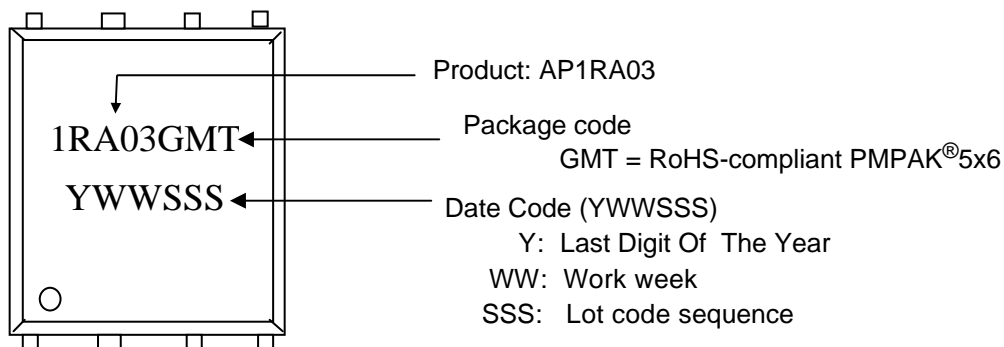 1RA03GMT
YWWSSS
Product: AP1RA03
Package code
GMT = RoHS-compliant PMPAK®5x6
Date Code (YWWSSS)
Y: Last Digit Of The Year
WW: Work week
SSS: Lot code sequence